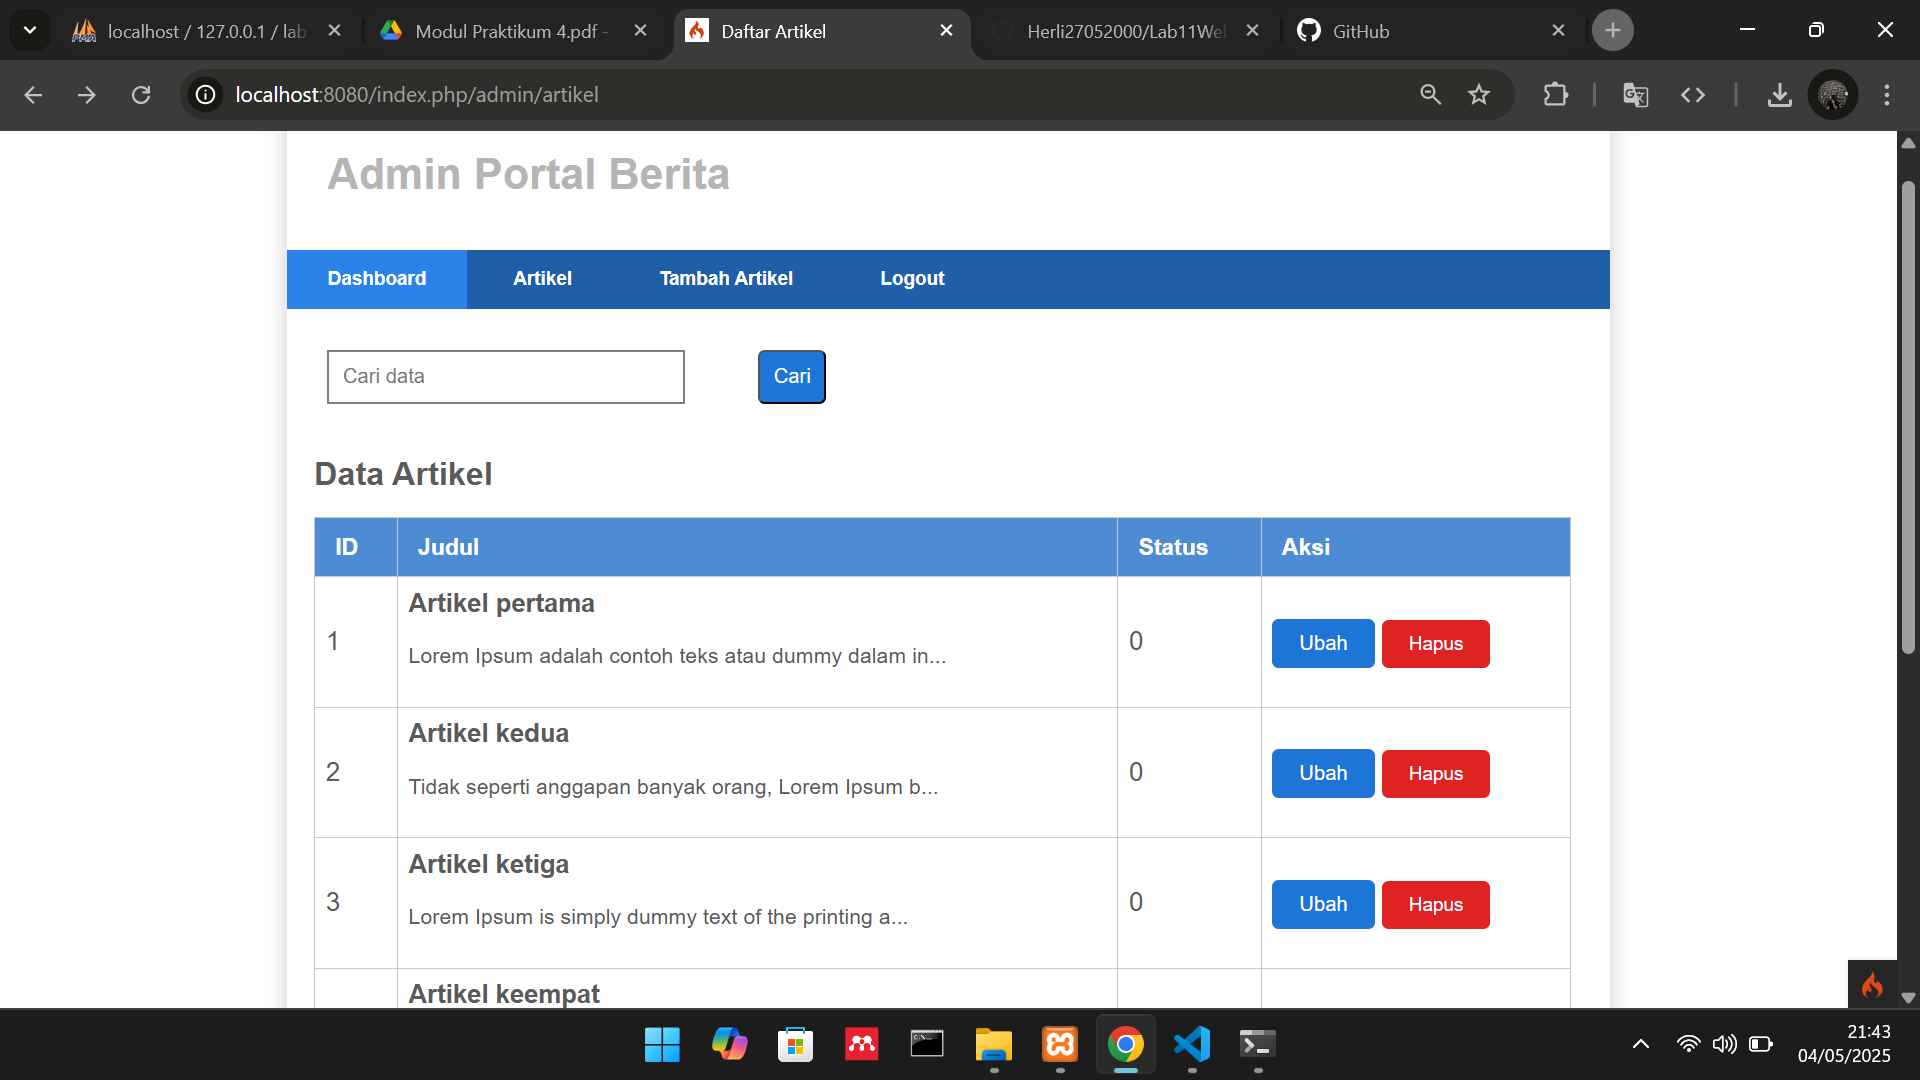 localhost / 127.0.0.1 / lab
Modul Praktikum 4.pdf -
Daftar Artikel
Herli27052000/Lab11We
GitHub
localhost:8080/index.php/admin/artikel
Admin Portal Berita
Dashboard
Artikel
Tambah Artikel
Logout
Cari data
Cari
Data Artikel
ID
Judul
Status
Aksi
1
Artikel pertama
Lorem Ipsum adalah contoh teks atau dummy dalam in...
0
Ubah
Hapus
2
Artikel kedua
Tidak seperti anggapan banyak orang, Lorem Ipsum b...
0
Ubah
Hapus
3
Artikel ketiga
Lorem Ipsum is simply dummy text of the printing a...
0
Ubah
Hapus
Artikel keempat
21:43
04/05/2025